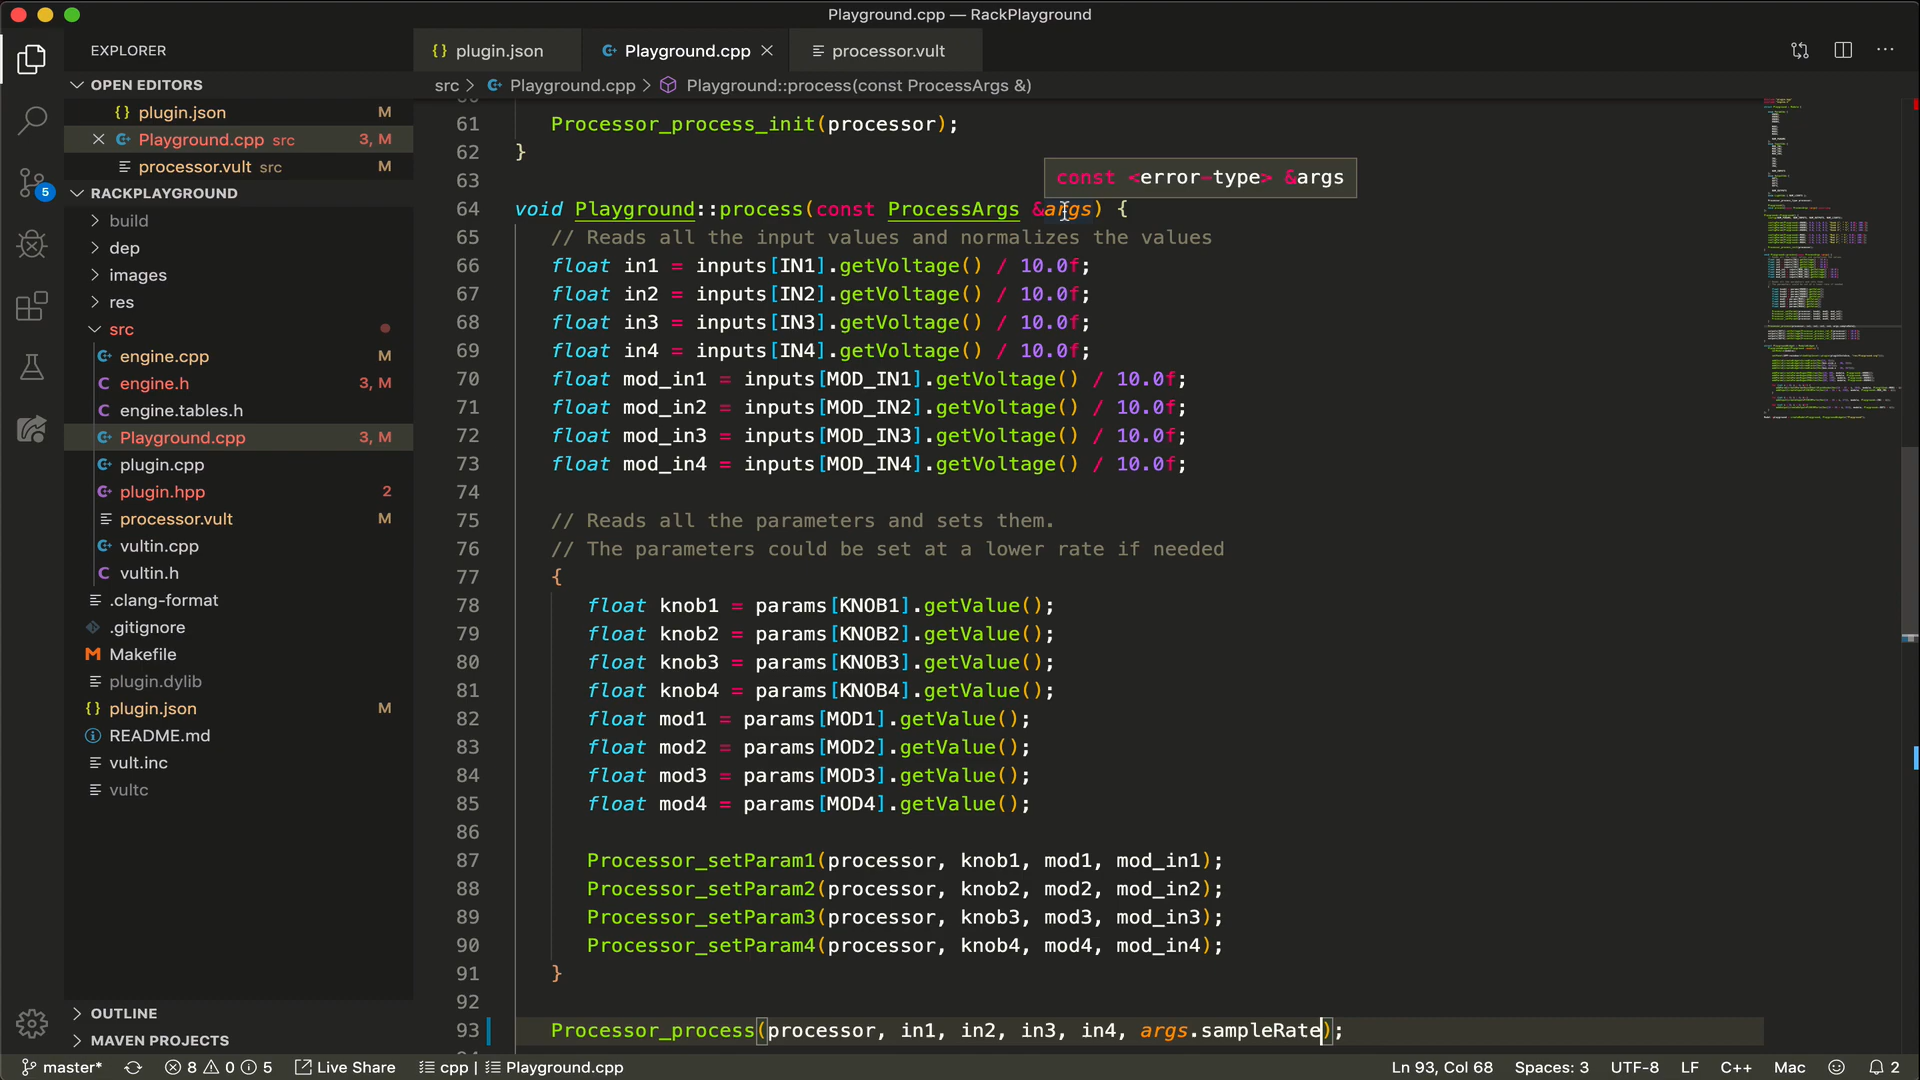 Playground.cpp — RackPlayground
EXPLORER
{} plugin.json
Playground.cpp
processor.vult
OPEN EDITORS
src > Playground.cpp > Playground::process(const ProcessArgs &)
{} plugin.json M
Playground.cpp src 3, M
processor.vult src M
RACKPLAYGROUND
build
dep
images
res
src
engine.cpp M
C engine.h 3, M
C engine.tables.h
Playground.cpp 3, M
plugin.cpp
plugin.hpp 2
processor.vult M
vultin.cpp
C vultin.h
.clang-format
.gitignore
M Makefile
plugin.dylib
{} plugin.json M
README.md
vult.inc
vultc
OUTLINE
MAVEN PROJECTS
5
61 Processor_process_init(processor);
62 }
63
const <error-type> &args
64 void Playground::process(const ProcessArgs &args) {
65 // Reads all the input values and normalizes the values
66 float in1 = inputs[IN1].getVoltage() / 10.0f;
67 float in2 = inputs[IN2].getVoltage() / 10.0f;
68 float in3 = inputs[IN3].getVoltage() / 10.0f;
69 float in4 = inputs[IN4].getVoltage() / 10.0f;
70 float mod_in1 = inputs[MOD_IN1].getVoltage() / 10.0f;
71 float mod_in2 = inputs[MOD_IN2].getVoltage() / 10.0f;
72 float mod_in3 = inputs[MOD_IN3].getVoltage() / 10.0f;
73 float mod_in4 = inputs[MOD_IN4].getVoltage() / 10.0f;
74
75 // Reads all the parameters and sets them.
76 // The parameters could be set at a lower rate if needed
77 {
78 float knob1 = params[KNOB1].getValue();
79 float knob2 = params[KNOB2].getValue();
80 float knob3 = params[KNOB3].getValue();
81 float knob4 = params[KNOB4].getValue();
82 float mod1 = params[MOD1].getValue();
83 float mod2 = params[MOD2].getValue();
84 float mod3 = params[MOD3].getValue();
85 float mod4 = params[MOD4].getValue();
86
87 Processor_setParam1(processor, knob1, mod1, mod_in1);
88 Processor_setParam2(processor, knob2, mod2, mod_in2);
89 Processor_setParam3(processor, knob3, mod3, mod_in3);
90 Processor_setParam4(processor, knob4, mod4, mod_in4);
91 }
92
93 Processor_process(processor, in1, in2, in3, in4, args.sampleRate);
master* 8 0 5 Live Share cpp | Playground.cpp Ln 93, Col 68 Spaces: 3 UTF-8 LF C++ Mac 2